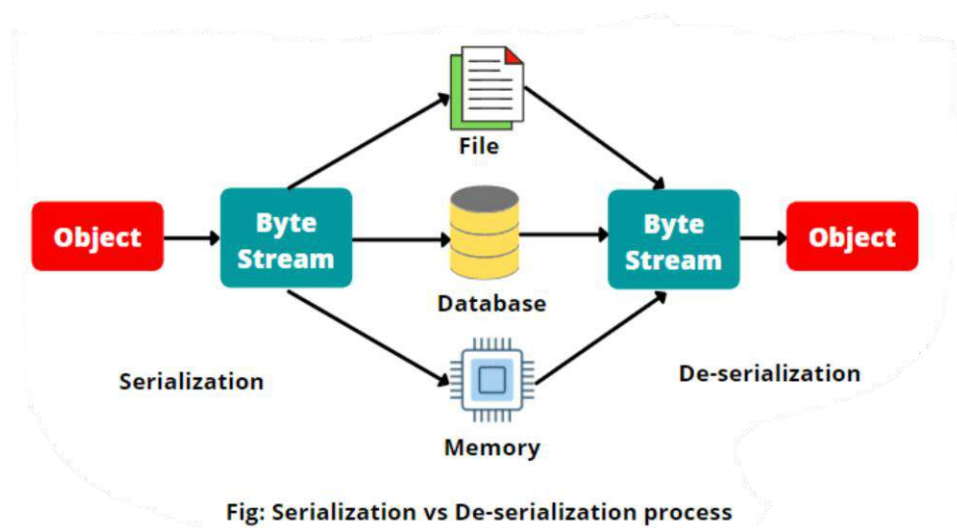 File
Object
Byte
Stream
Byte
Stream
Object
Database
Serialization
De-serialization
Memory
Fig: Serialization vs De-serialization process